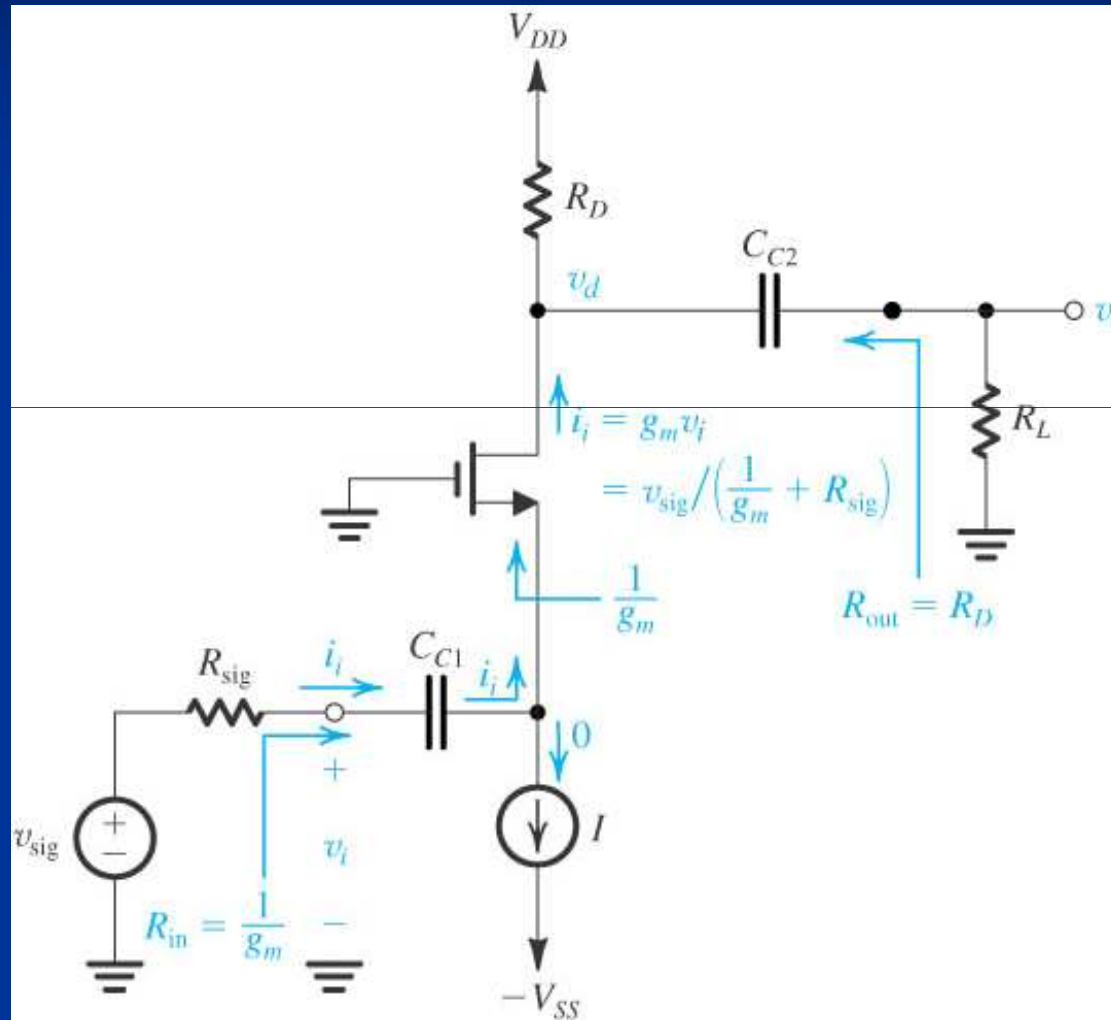 V_DD
R_D
C_C2
v_d
v
i_i = g_m v_i
= v_sig/(1/g_m + R_sig)
R_L
1/g_m
R_out = R_D
R_sig
i_i
C_C1
i_i
0
+
+
−
v_sig
v_i
I
R_in = 1/g_m
−
−V_SS